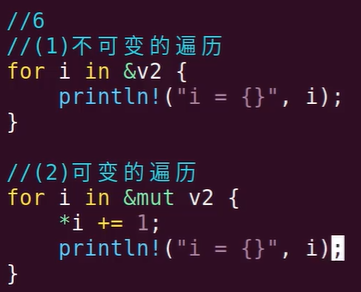 //6
//(1)不可变的遍历
for i in &v2 {
    println!("i = {}", i);
}

//(2)可变的遍历
for i in &mut v2 {
    *i += 1;
    println!("i = {}", i);
}